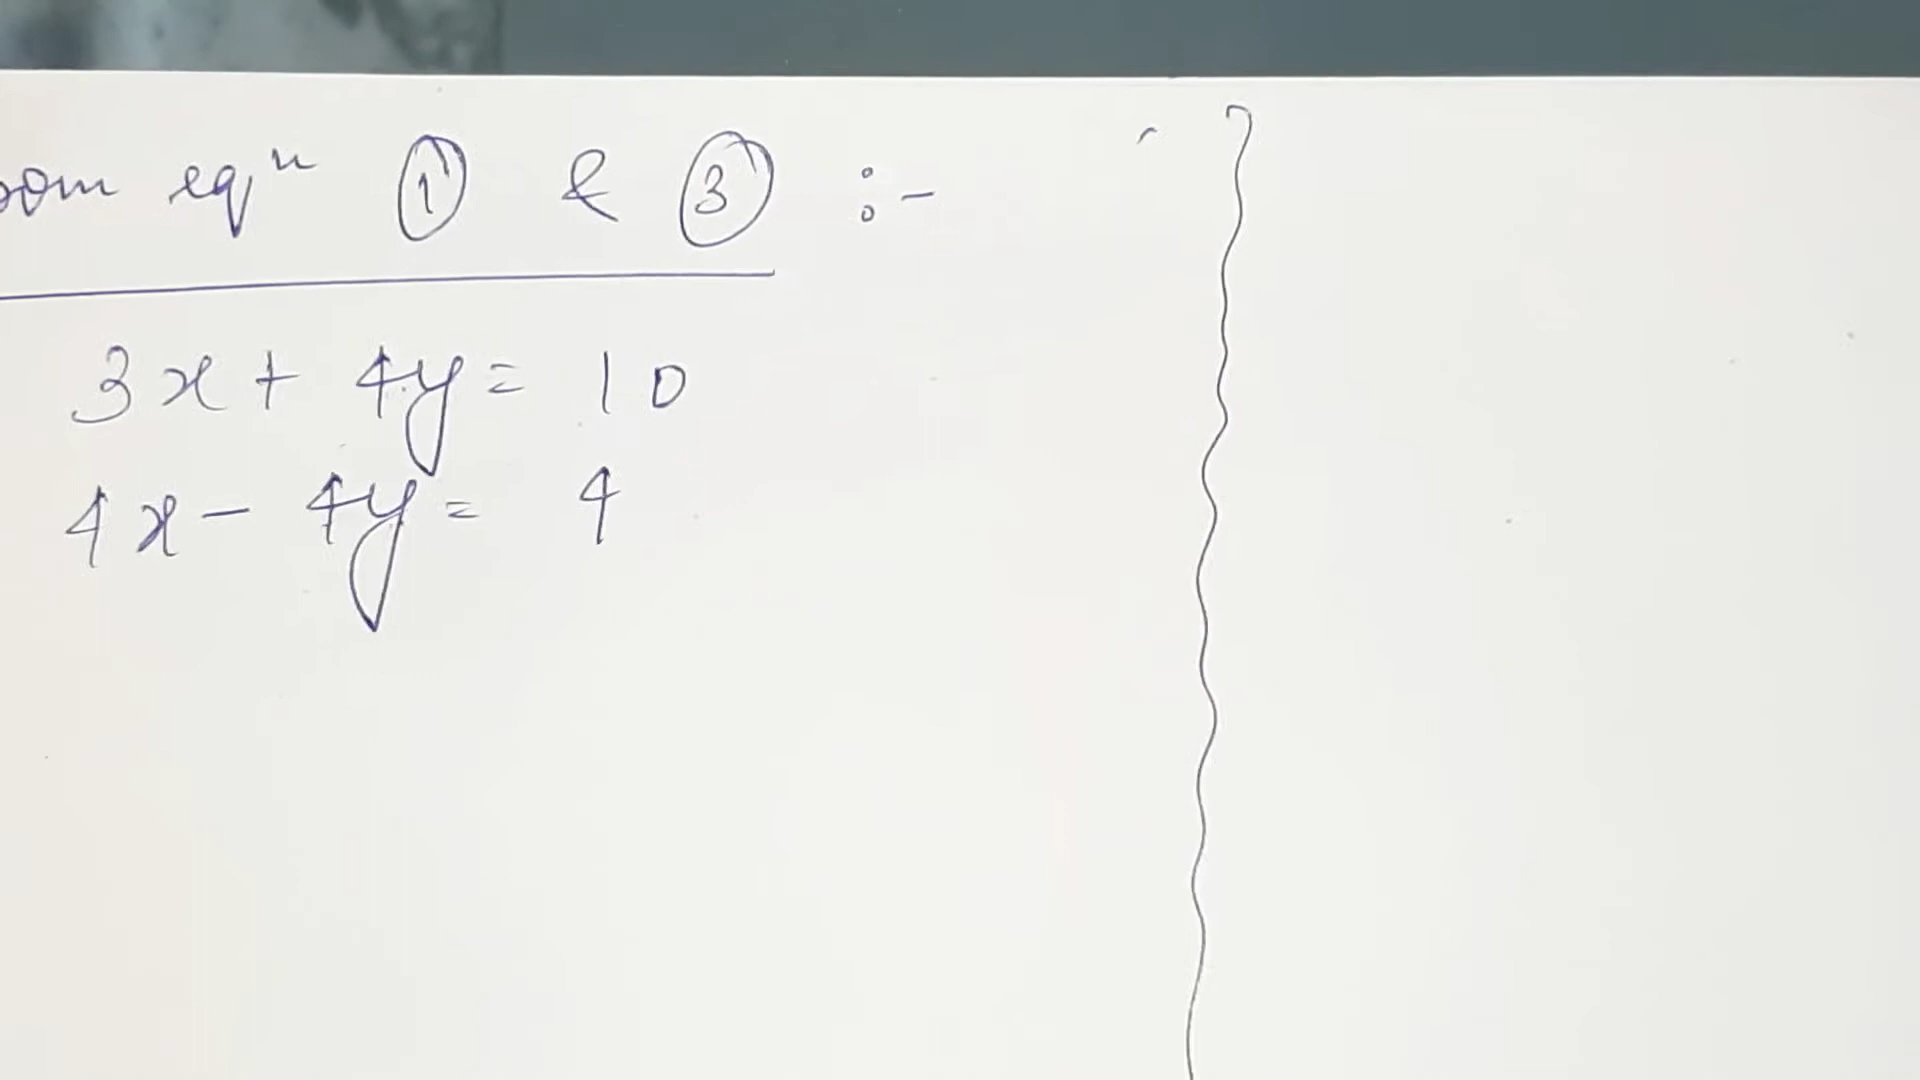 eqⁿ ① & ③ :-
3x + 4y = 10
4x - 4y = 4